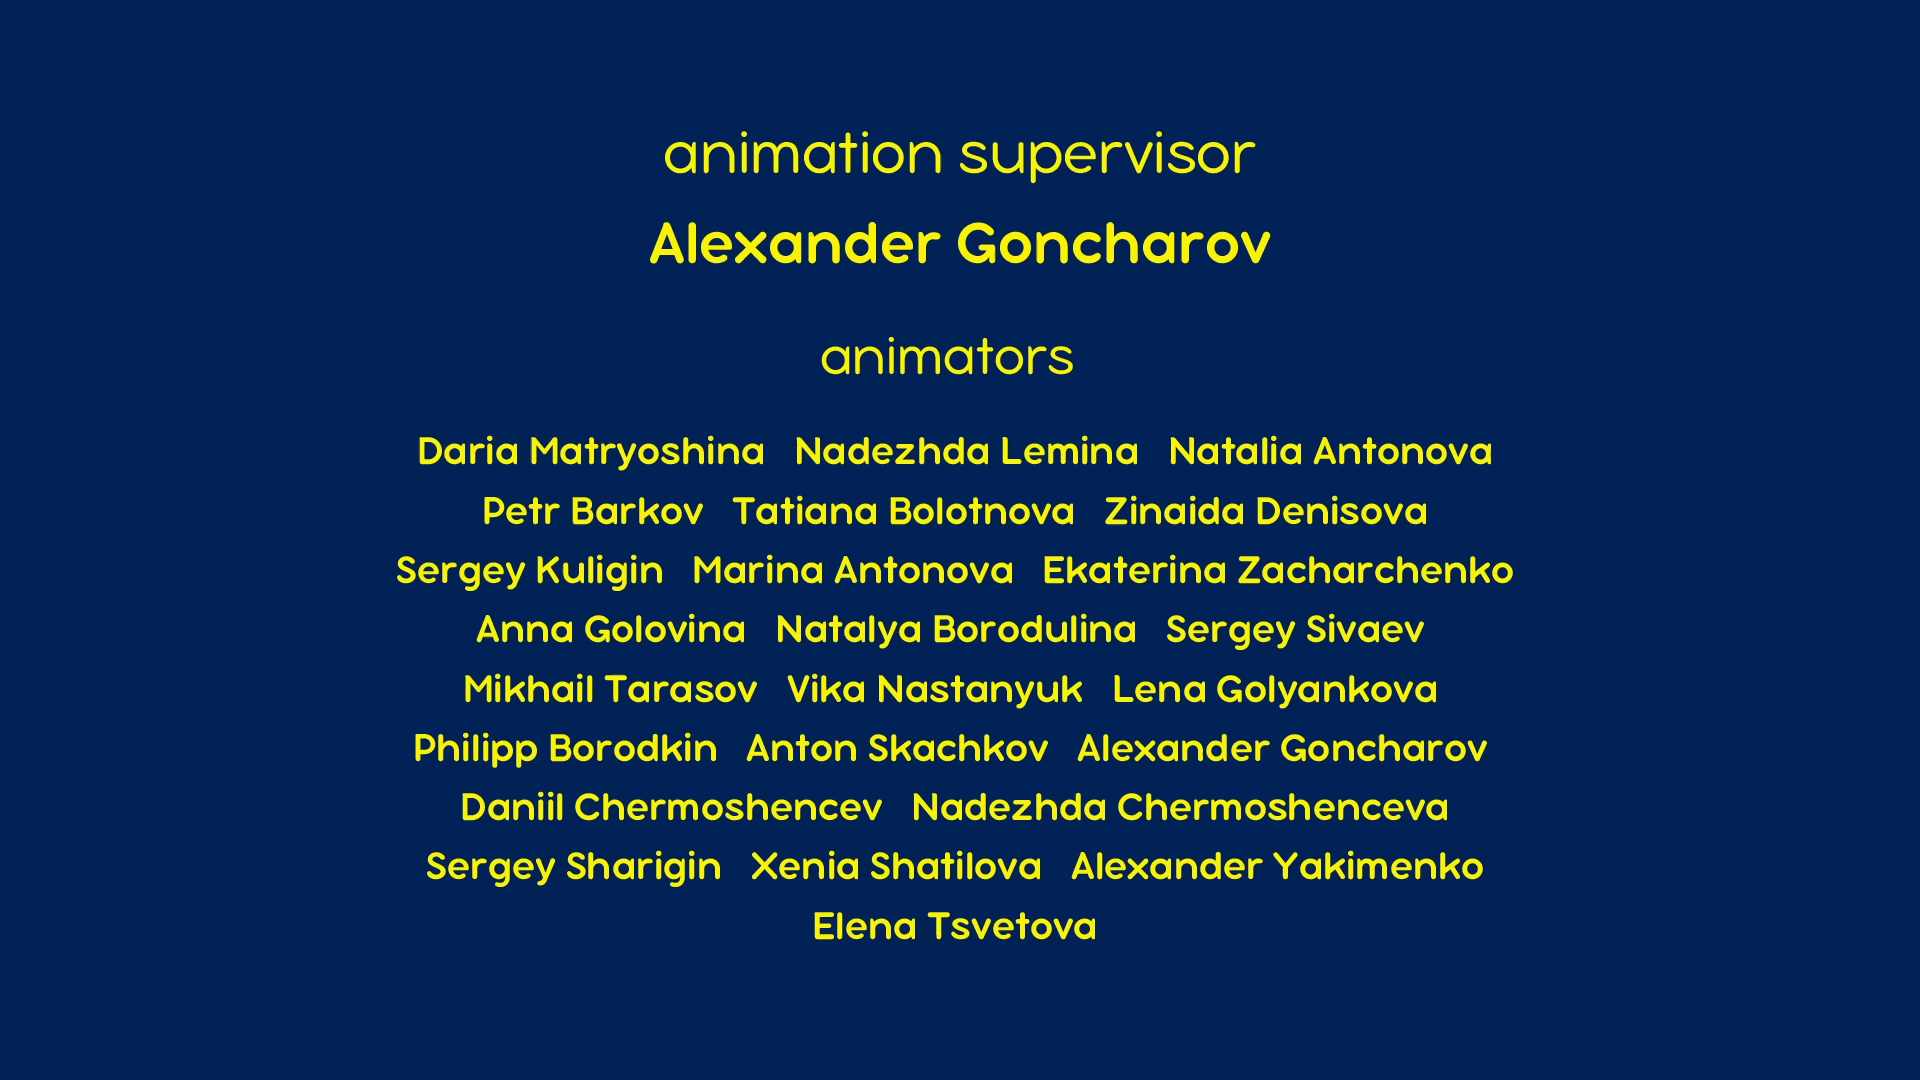 animation supervisor
Alexander Goncharov
animators
Daria Matryoshina Nadezhda Lemina Natalia Antonova
Petr Barkov Tatiana Bolotnova Zinaida Denisova
Sergey Kuligin Marina Antonova Ekaterina Zacharchenko
Anna Golovina Natalya Borodulina Sergey Sivaev
Mikhail Tarasov Vika Nastanyuk Lena Golyankova
Philipp Borodkin Anton Skachkov Alexander Goncharov
Daniil Chermoshencev Nadezhda Chermoshenceva
Sergey Sharigin Xenia Shatilova Alexander Yakimenko
Elena Tsvetova